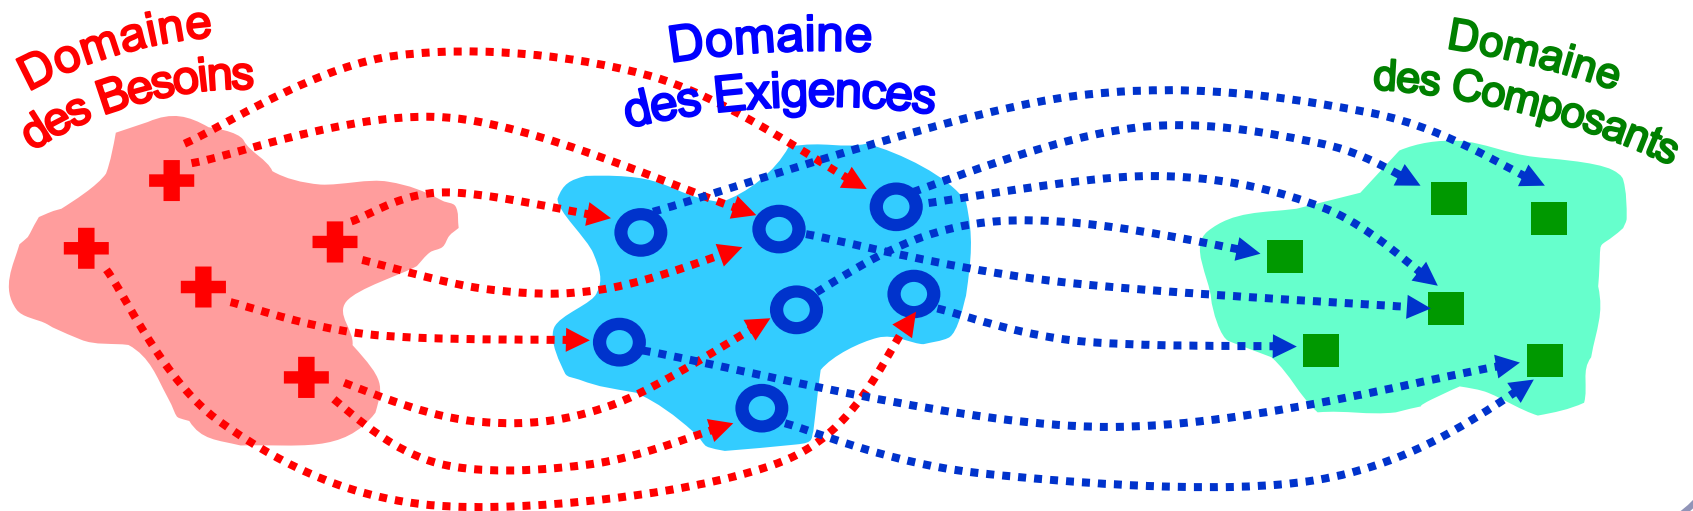 Domaine
des Besoins
Domaine
des Exigences
Domaine
des Composants